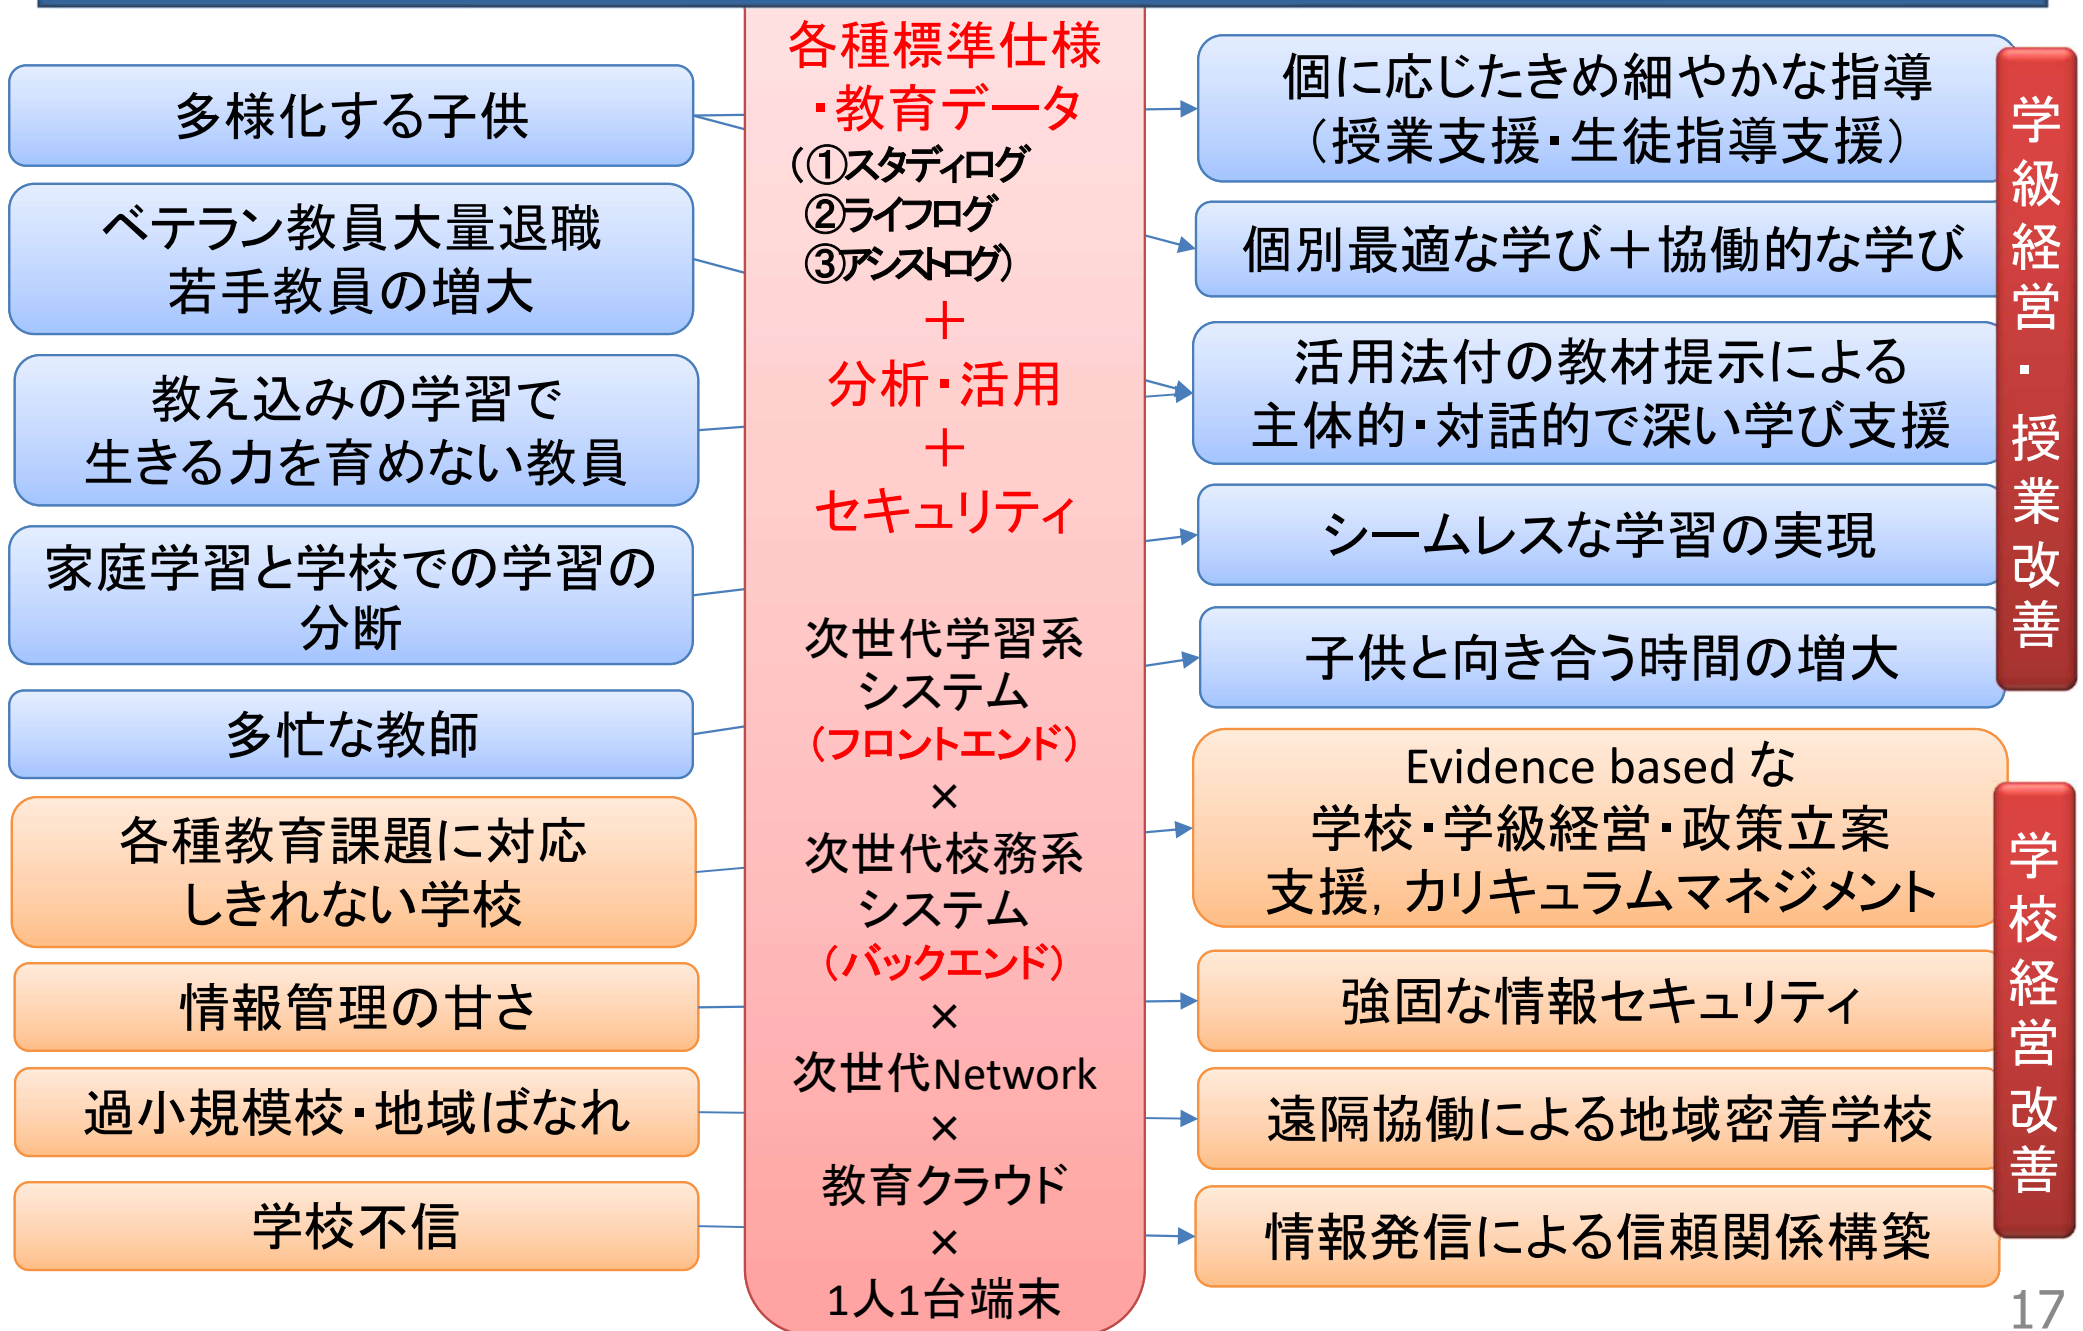 多様化する子供
ベテラン教員大量退職
若手教員の増大
教え込みの学習で
生きる力を育めない教員
家庭学習と学校での学習の
分断
多忙な教師
各種教育課題に対応
しきれない学校
情報管理の甘さ
過小規模校・地域ばなれ
学校不信
各種標準仕様
・教育データ
(①スタディログ
②ライフログ
③アシストログ)
＋
分析・活用
＋
セキュリティ
次世代学習系
システム
(フロントエンド)
×
次世代校務系
システム
(バックエンド)
×
次世代Network
×
教育クラウド
×
1人1台端末
個に応じたきめ細やかな指導
(授業支援・生徒指導支援)
個別最適な学び＋協働的な学び
活用法付の教材提示による
主体的・対話的で深い学び支援
シームレスな学習の実現
子供と向き合う時間の増大
Evidence based な
学校・学級経営・政策立案
支援，カリキュラムマネジメント
強固な情報セキュリティ
遠隔協働による地域密着学校
情報発信による信頼関係構築
学級経営・授業改善
学校経営改善
17